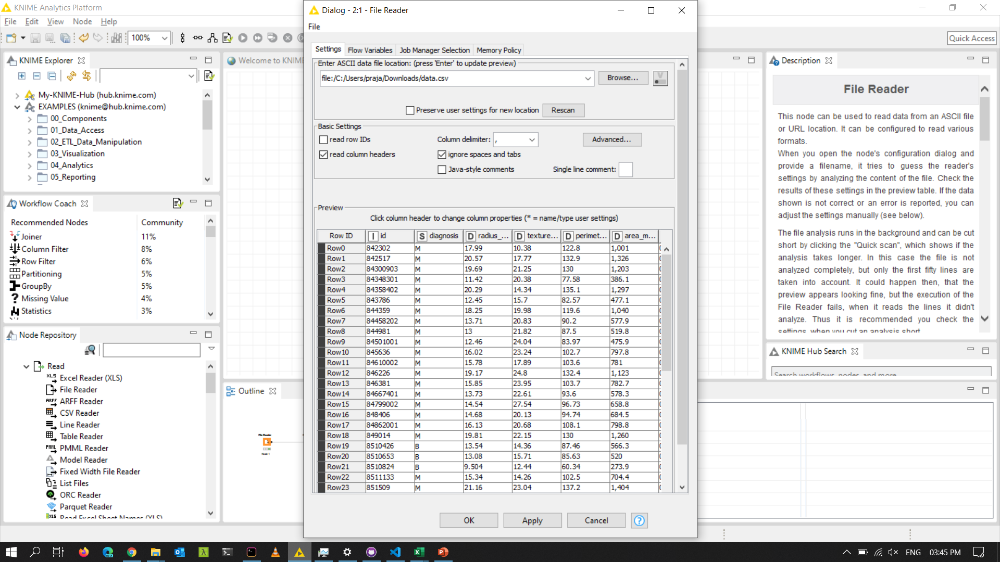 KNIME Analytics Platform
File Edit View Node Help
100%
Quick Access
KNIME Explorer
My-KNIME-Hub (hub.knime.com)
EXAMPLES (knime@hub.knime.com)
00_Components
01_Data_Access
02_ETL_Data_Manipulation
03_Visualization
04_Analytics
05_Reporting
Workflow Coach
Recommended Nodes Community
Joiner 11%
Column Filter 8%
Row Filter 6%
Partitioning 5%
GroupBy 5%
Missing Value 4%
Statistics 3%
Node Repository
Read
Excel Reader (XLS)
File Reader
ARFF Reader
CSV Reader
Line Reader
Table Reader
PMML Reader
Model Reader
Fixed Width File Reader
List Files
ORC Reader
Parquet Reader
Read Excel Sheet Names (XLS)
Welcome to KNIME
Outline
File Reader
Node 1
Dialog - 2:1 - File Reader
File
Settings Flow Variables Job Manager Selection Memory Policy
Enter ASCII data file location: (press 'Enter' to update preview)
file:/C:/Users/praja/Downloads/data.csv Browse... V
Preserve user settings for new location Rescan
Basic Settings
read row IDs Column delimiter: , Advanced...
read column headers ignore spaces and tabs
Java-style comments Single line comment:
Preview
Click column header to change column properties (* = name/type user settings)
Row ID I id S diagnosis D radius_... D texture... D perimet... D area_m...
Row0 842302 M 17.99 10.38 122.8 1,001
Row1 842517 M 20.57 17.77 132.9 1,326
Row2 84300903 M 19.69 21.25 130 1,203
Row3 84348301 M 11.42 20.38 77.58 386.1
Row4 84358402 M 20.29 14.34 135.1 1,297
Row5 843786 M 12.45 15.7 82.57 477.1
Row6 844359 M 18.25 19.98 119.6 1,040
Row7 84458202 M 13.71 20.83 90.2 577.9
Row8 844981 M 13 21.82 87.5 519.8
Row9 84501001 M 12.46 24.04 83.97 475.9
Row10 845636 M 16.02 23.24 102.7 797.8
Row11 84610002 M 15.78 17.89 103.6 781
Row12 846226 M 19.17 24.8 132.4 1,123
Row13 846381 M 15.85 23.95 103.7 782.7
Row14 84667401 M 13.73 22.61 93.6 578.3
Row15 84799002 M 14.54 27.54 96.73 658.8
Row16 848406 M 14.68 20.13 94.74 684.5
Row17 84862001 M 16.13 20.68 108.1 798.8
Row18 849014 M 19.81 22.15 130 1,260
Row19 8510426 B 13.54 14.36 87.46 566.3
Row20 8510653 B 13.08 15.71 85.63 520
Row21 8510824 B 9.504 12.44 60.34 273.9
Row22 8511133 M 15.34 14.26 102.5 704.4
Row23 851509 M 21.16 23.04 137.2 1,404
OK Apply Cancel ?
Description
File Reader
This node can be used to read data from an ASCII file
or URL location. It can be configured to read various
formats.
When you open the node's configuration dialog and
provide a filename, it tries to guess the reader's
settings by analyzing the content of the file. Check the
results of these settings in the preview table. If the data
shown is not correct or an error is reported, you can
adjust the settings manually (see below).
The file analysis runs in the background and can be cut
short by clicking the "Quick scan", which shows if the
analysis takes longer. In this case the file is not
analyzed completely, but only the first fifty lines are
taken into account. It could happen then, that the
preview appears looking fine, but the execution of the
File Reader fails, when it reads the lines it didn't
analyze. Thus it is recommended you check the
settings, when you cut an analysis short.
KNIME Hub Search
Search workflows, nodes, and more...
ENG 03:45 PM